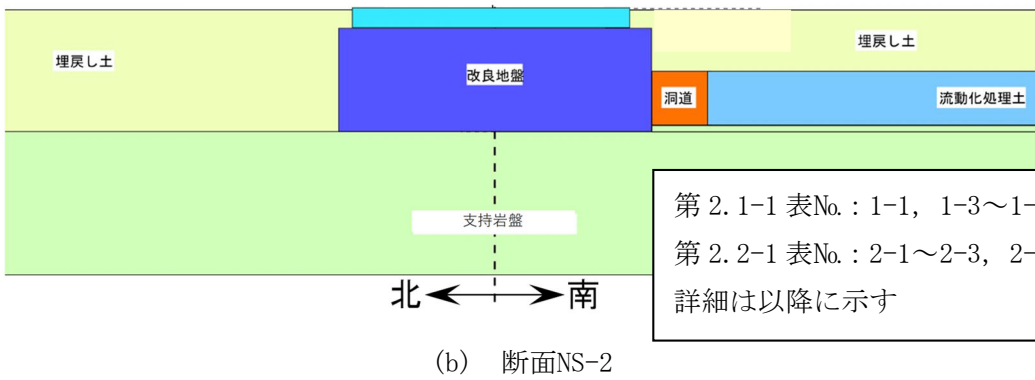 埋戻し土
埋戻し土
改良地盤
洞道
流動化処理土
支持岩盤
第 2.1-1 表№：1-1, 1-3～1-
第 2.2-1 表№：2-1～2-3, 2-
詳細は以降に示す
北 南
(b) 断面NS-2